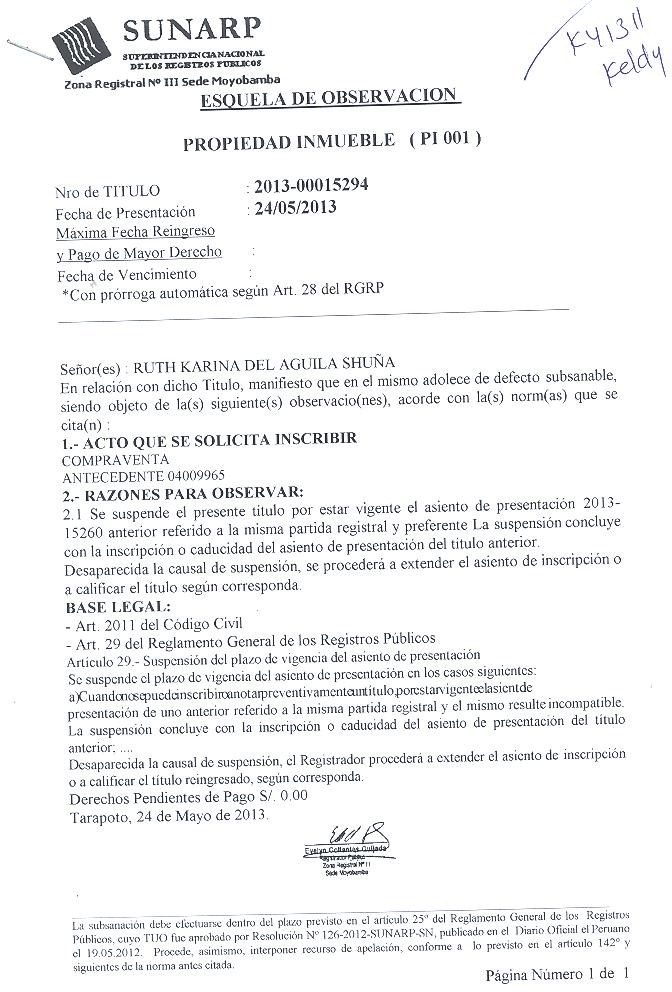 SUNARP
SUPERINTENDENCIA NACIONAL
DE LOS REGISTROS PUBLICOS
Zona Registral Nº III Sede Moyobamba
K41311
Keldy
ESQUELA DE OBSERVACION
PROPIEDAD INMUEBLE ( PI 001 )
Nro de TITULO : 2013-00015294
Fecha de Presentación : 24/05/2013
Máxima Fecha Reingreso
y Pago de Mayor Derecho :
Fecha de Vencimiento :
*Con prórroga automática según Art. 28 del RGRP
Señor(es) : RUTH KARINA DEL AGUILA SHUÑA
En relación con dicho Titulo, manifiesto que en el mismo adolece de defecto subsanable,
siendo objeto de la(s) siguiente(s) observacio(nes), acorde con la(s) norm(as) que se
cita(n) :
1.- ACTO QUE SE SOLICITA INSCRIBIR
COMPRAVENTA
ANTECEDENTE 04009965
2.- RAZONES PARA OBSERVAR:
2.1 Se suspende el presente título por estar vigente el asiento de presentación 2013-
15260 anterior referido a la misma partida registral y preferente La suspensión concluye
con la inscripción o caducidad del asiento de presentación del título anterior.
Desaparecida la causal de suspensión, se procederá a extender el asiento de inscripción o
a calificar el título según corresponda.
BASE LEGAL:
- Art. 2011 del Código Civil
- Art. 29 del Reglamento General de los Registros Públicos
Artículo 29.- Suspensión del plazo de vigencia del asiento de presentación
Se suspende el plazo de vigencia del asiento de presentación en los casos siguientes:
a)Cuandonosepuedeinscribiroanotarpreventivamenteuntítulo,porestarvigenteelasientode
presentación de uno anterior referido a la misma partida registral y el mismo resulte incompatible.
La suspensión concluye con la inscripción o caducidad del asiento de presentación del título
anterior; ....
Desaparecida la causal de suspensión, el Registrador procederá a extender el asiento de inscripción
o a calificar el título reingresado, según corresponda.
Derechos Pendientes de Pago S/. 0.00
Tarapoto, 24 de Mayo de 2013.
Evelyn Collantes Quijada
Registrador Público
Zona Registral Nº III
Sede Moyobamba
La subsanación debe efectuarse dentro del plazo previsto en el artículo 25º del Reglamento General de los Registros
Públicos, cuyo TUO fue aprobado por Resolución Nº 126-2012-SUNARP-SN, publicado en el Diario Oficial el Peruano
el 19.05.2012. Procede, asimismo, interponer recurso de apelación, conforme a lo previsto en el artículo 142º y
siguientes de la norma antes citada.
Página Número 1 de 1